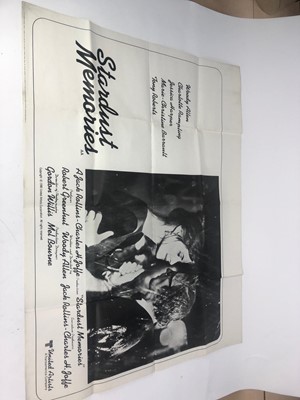 Woody Allen
Charlotte Rampling
Jessica Harper
Marie-Christine Barrault
Tony Roberts
Stardust
Memories
AA
A Jack Rollins-Charles H. Joffe
"Stardust Memories"
Robert Greenhut
Woody Allen
Jack Rollins-Charles H. Joffe
Gordon Willis
Mel Bourne
United Artists